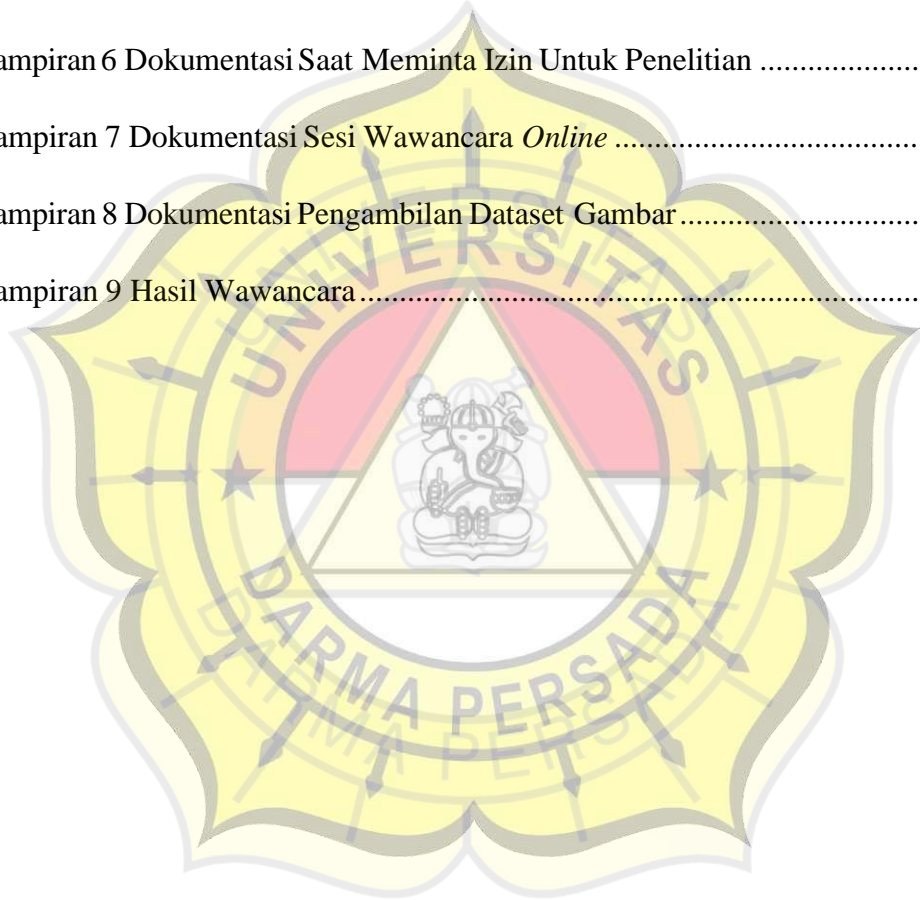 ampiran 6 Dokumentasi Saat Meminta Izin Untuk Penelitian ....................
ampiran 7 Dokumentasi Sesi Wawancara Online ...................................
ampiran 8 Dokumentasi Pengambilan Dataset Gambar ............................
ampiran 9 Hasil Wawancara ................................................................
UNIVERSITAS
DARMA PERSADA